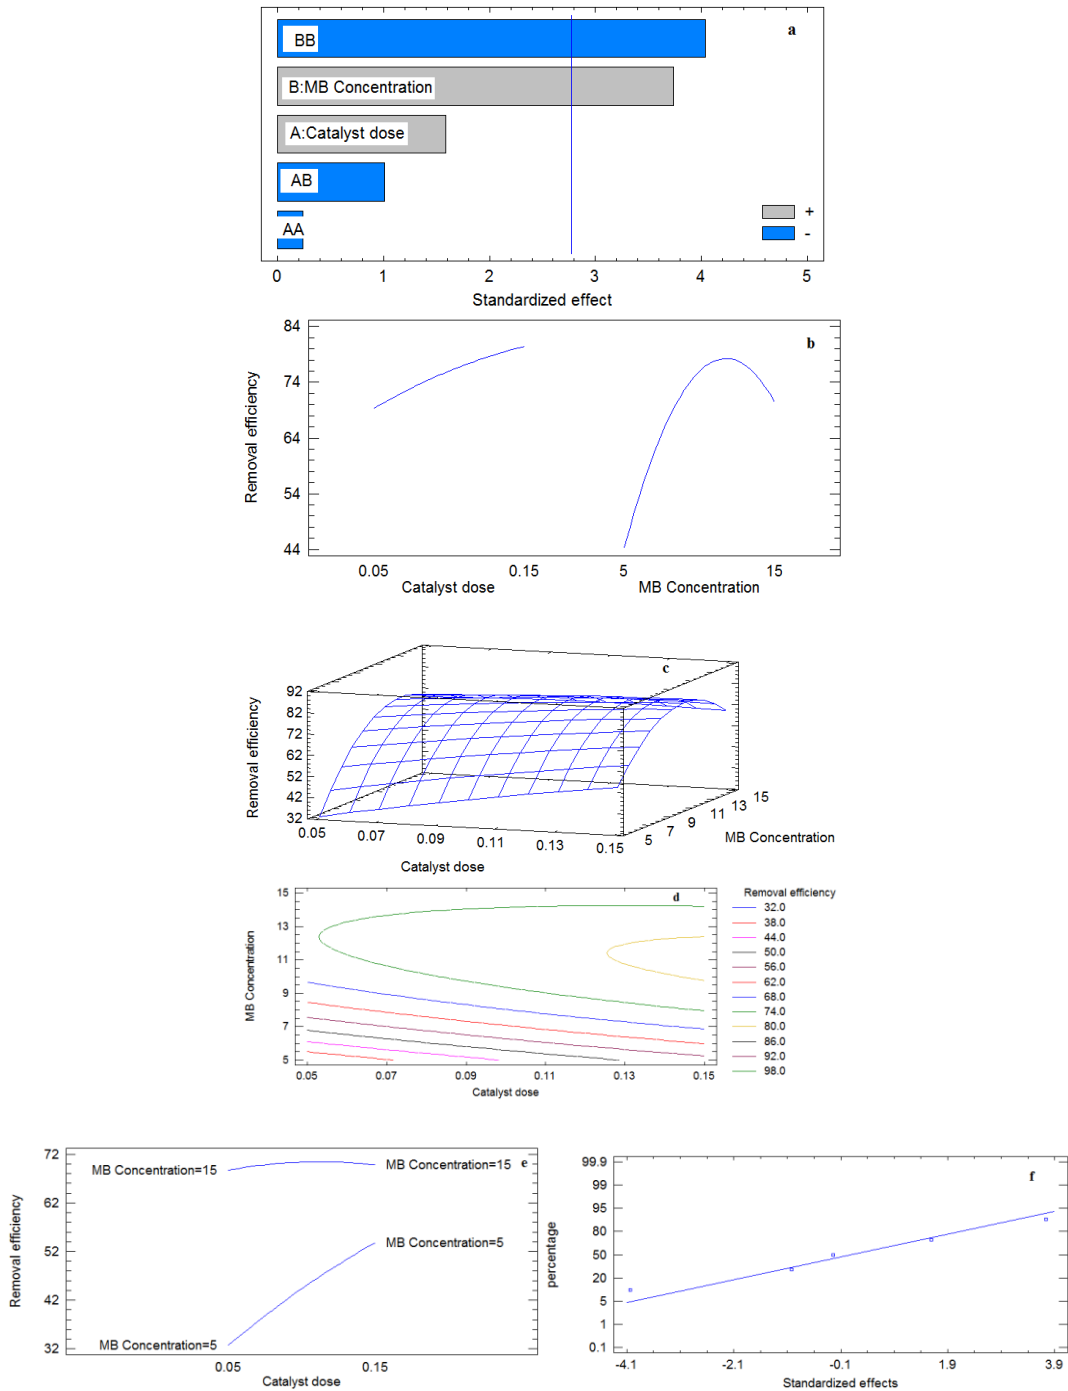 a
BB
B:MB Concentration
A:Catalyst dose
AB
AA
+
-
0 1 2 3 4 5
Standardized effect
b
84
74
64
54
44
Removal efficiency
0.05 0.15 5 15
Catalyst dose MB Concentration
c
92
82
72
62
52
42
32
Removal efficiency
0.05 0.07 0.09 0.11 0.13 0.15
Catalyst dose
5 7 9 11 13 15
MB Concentration
d
15
13
11
9
7
5
MB Concentration
0.05 0.07 0.09 0.11 0.13 0.15
Catalyst dose
Removal efficiency
32.0
38.0
44.0
50.0
56.0
62.0
68.0
74.0
80.0
86.0
92.0
98.0
e
72
62
52
42
32
Removal efficiency
MB Concentration=15 MB Concentration=15
MB Concentration=5
MB Concentration=5
0.05 0.15
Catalyst dose
f
99.9
99
95
80
50
20
5
1
0.1
percentage
-4.1 -2.1 -0.1 1.9 3.9
Standardized effects